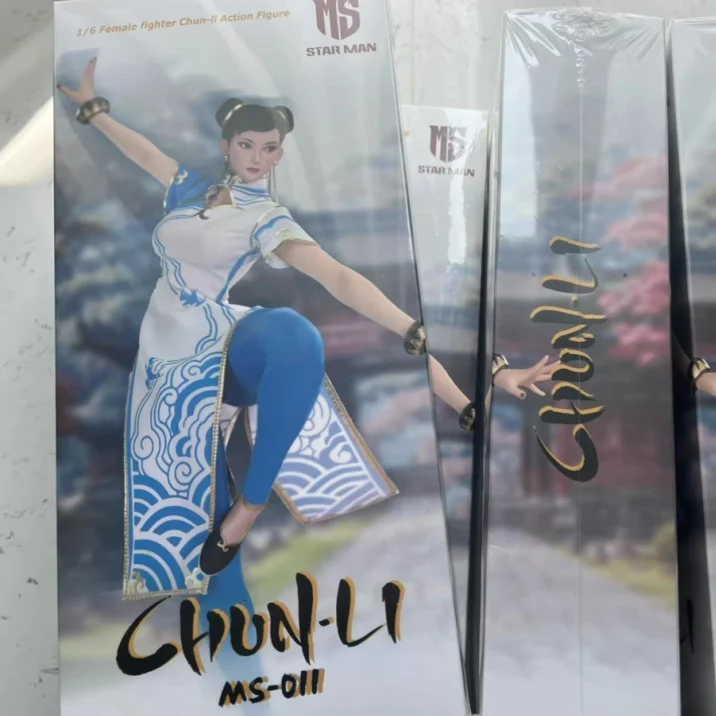 1/6 Female fighter Chun-li Action Figure
MS
STAR MAN
CHUN-LI
MS-011
MS
STAR MAN
CHUN-LI